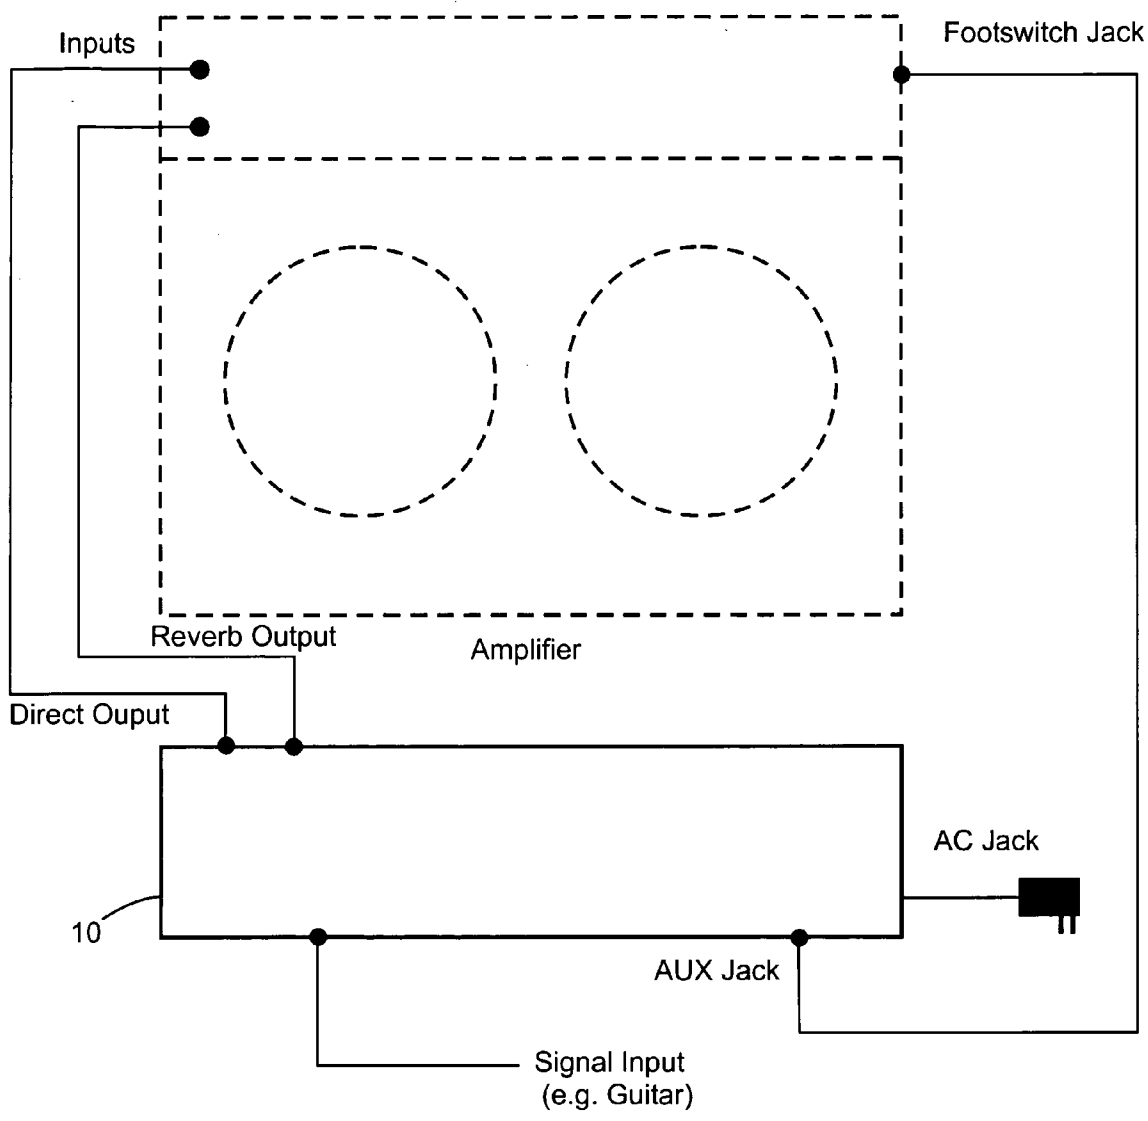 Inputs
Footswitch Jack
Reverb Output
Amplifier
Direct Ouput
AC Jack
10
AUX Jack
Signal Input
(e.g. Guitar)